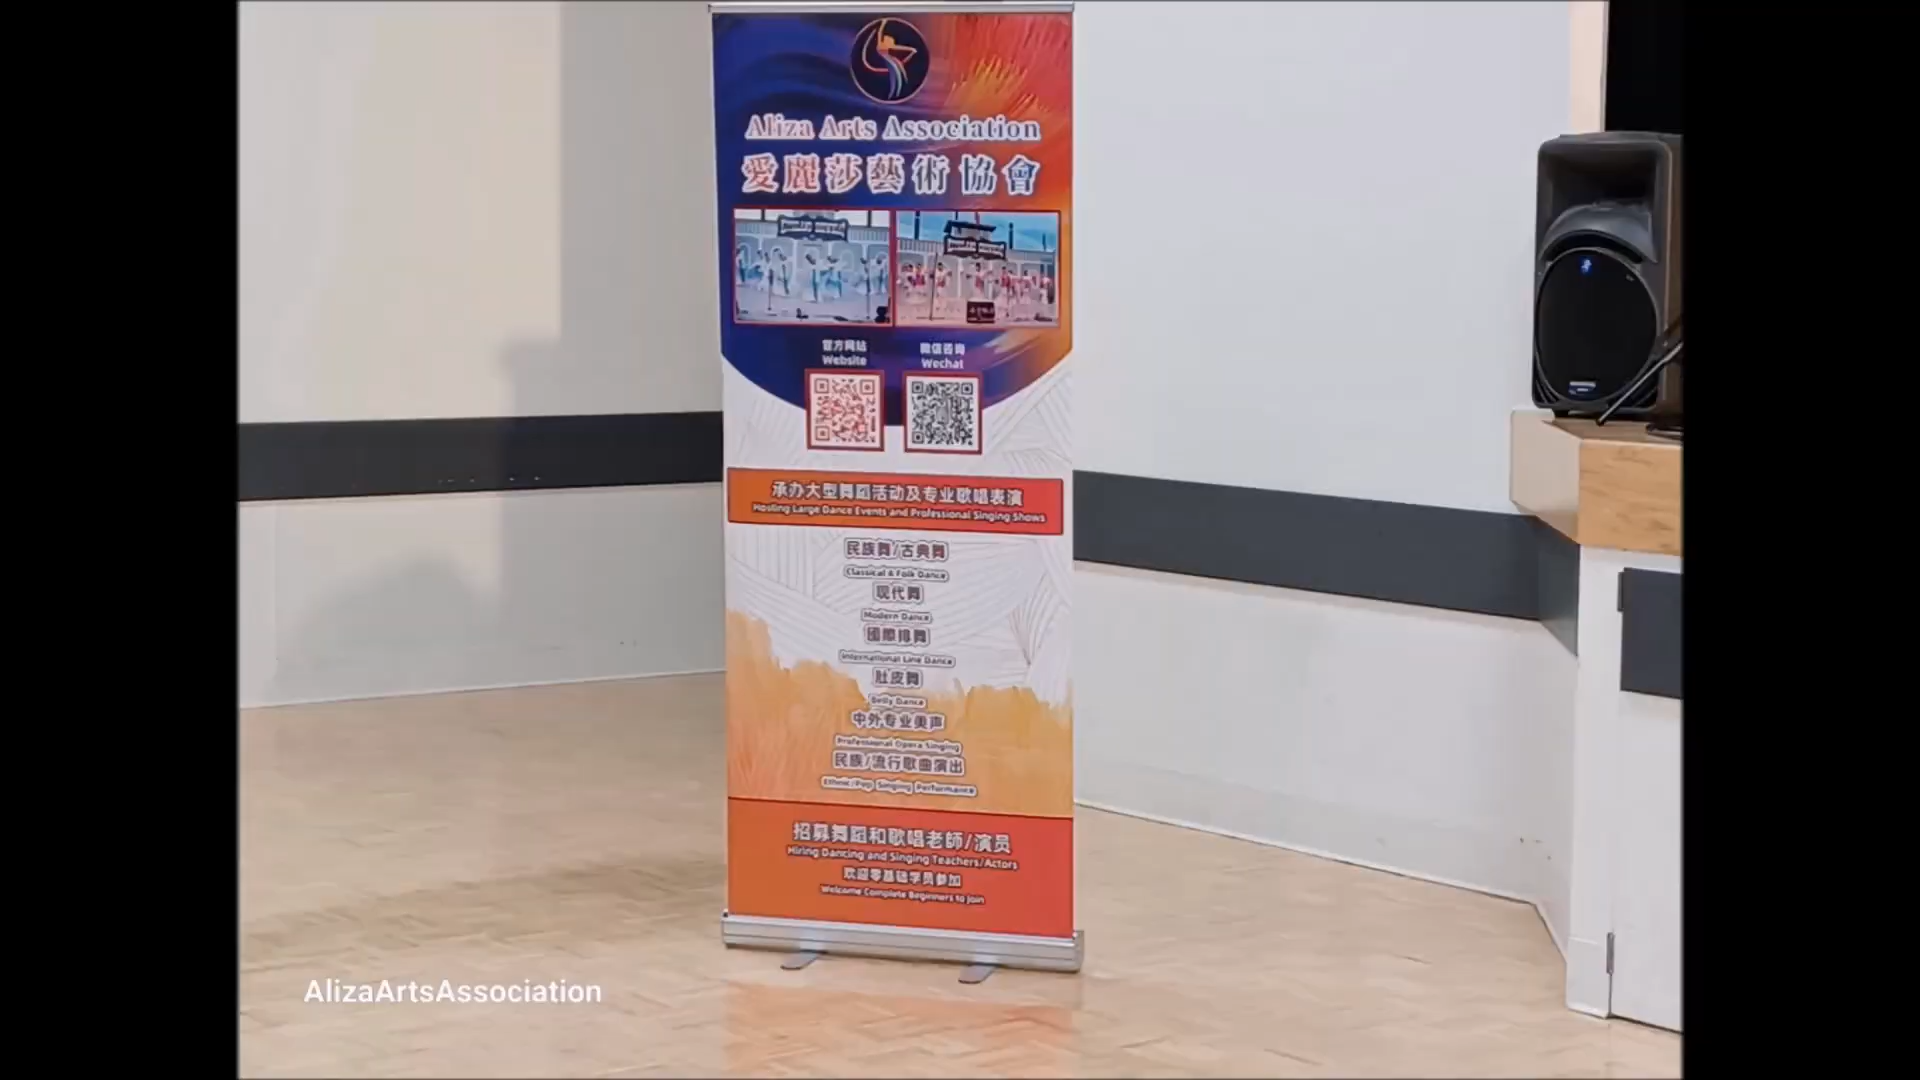 Aliza Arts Association
愛麗莎藝術協會
官方网站
Website
微信咨询
Wechat
承办大型舞蹈活动及专业歌唱表演
Hosting Large Dance Events and Professional Singing Shows
民族舞/古典舞
Classical & Folk Dance
现代舞
Modern Dance
國際排舞
International Line Dance
肚皮舞
Belly Dance
中外专业美声
Professional Opera Singing
民族/流行歌曲演出
Ethnic/Pop Singing Performance
招募舞蹈和歌唱老師/演员
Hiring Dancing and Singing Teachers/Actors
欢迎零基础学员参加
Welcome Complete Beginners to Join
AlizaArtsAssociation